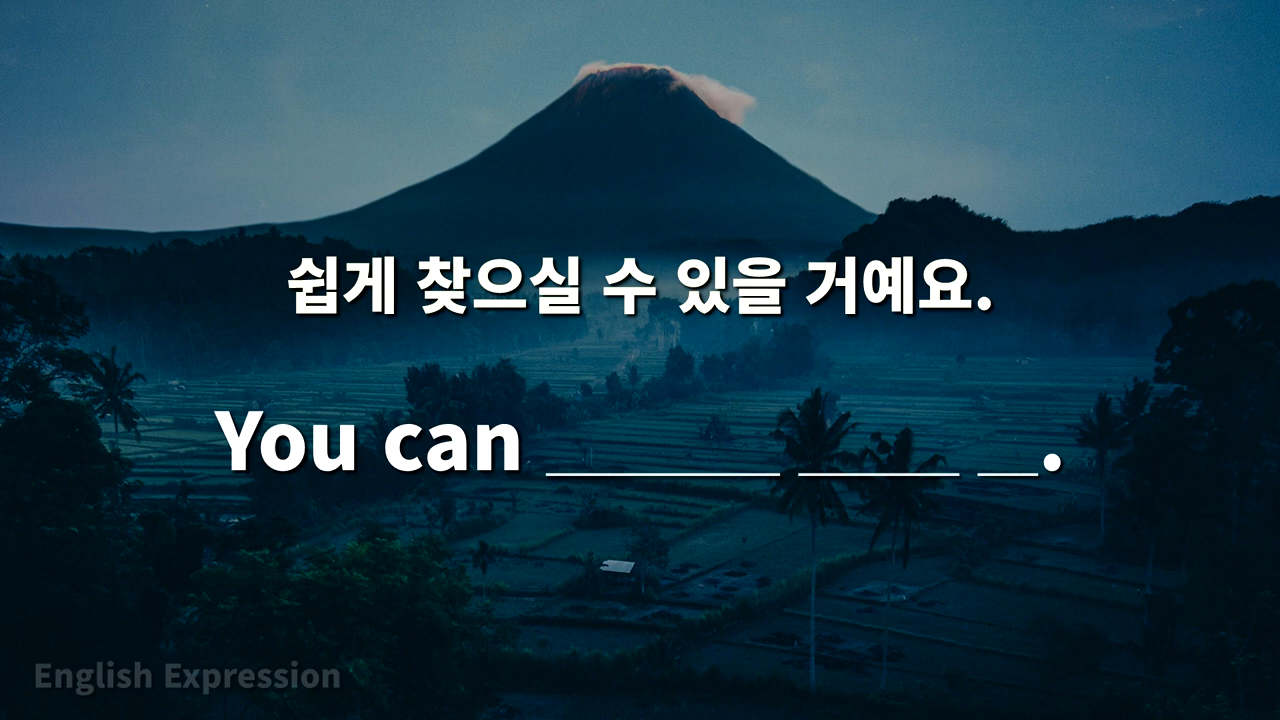 쉽게 찾으실 수 있을 거예요.
You can ______ ____ __.
English Expression